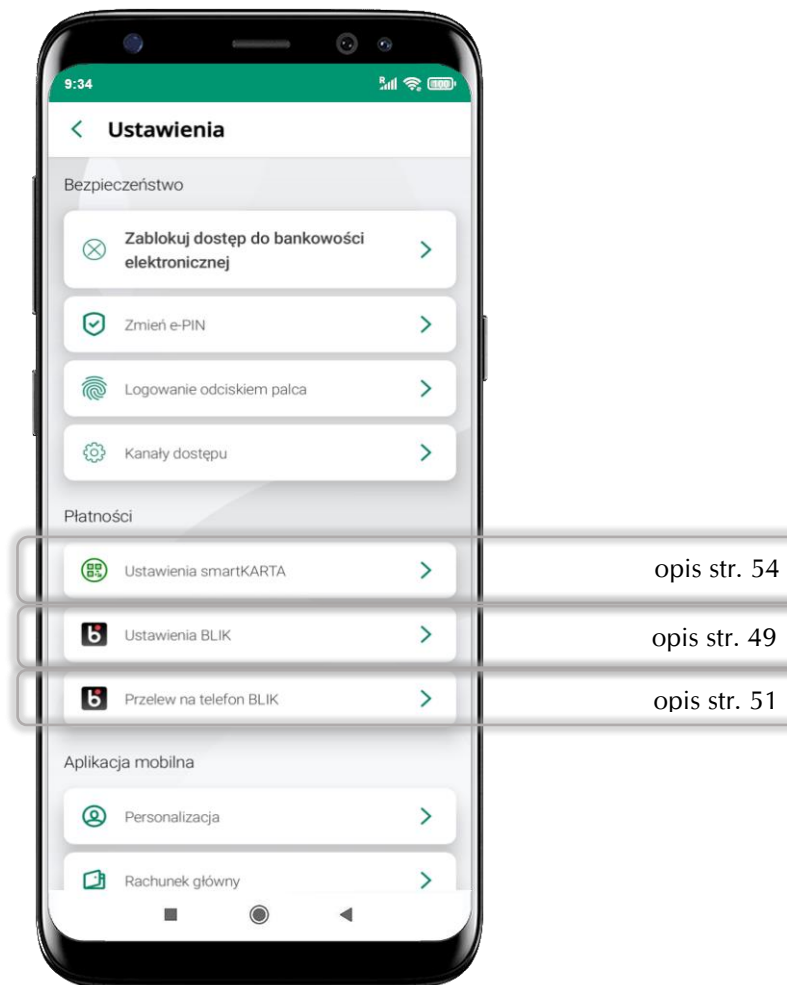 9:34
R
100
Ustawienia
Bezpieczeństwo
Zablokuj dostęp do bankowości
elektronicznej
Zmień e-PIN
Logowanie odciskiem palca
Kanały dostępu
Płatności
Ustawienia smartKARTA
opis str. 54
Ustawienia BLIK
opis str. 49
Przelew na telefon BLIK
opis str. 51
Aplikacja mobilna
Personalizacja
Rachunek główny